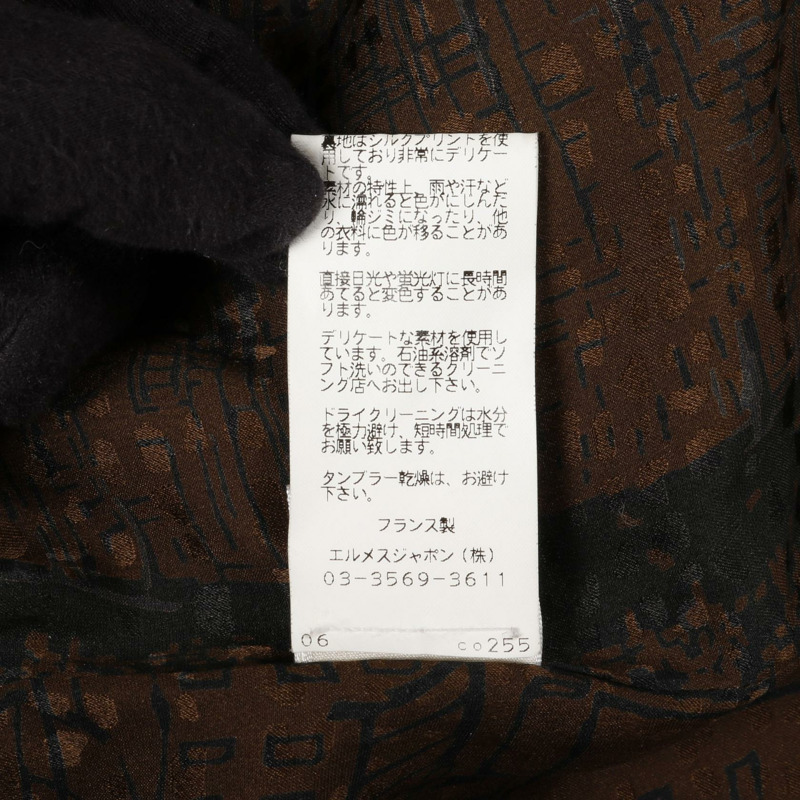 裏地はシルクプリントを使
用しており非常にデリケー
トです。
素材の特性上、雨や汗など
水に濡れると色がにじんた
り、輪ジミになったり、他
の衣料に色が移ることがあ
ります。
直接日光や蛍光灯に長時間
あてると変色することがあ
ります。
デリケートな素材を使用し
ています。石油系溶剤でソ
フト洗いのできるクリーニ
ング店へお出し下さい。
ドライクリーニングは水分
を極力避け、短時間処理で
お願い致します。
タンブラー乾燥は、お避け
下さい。
フランス製
エルメスジャポン(株)
03-3569-3611
06 co255